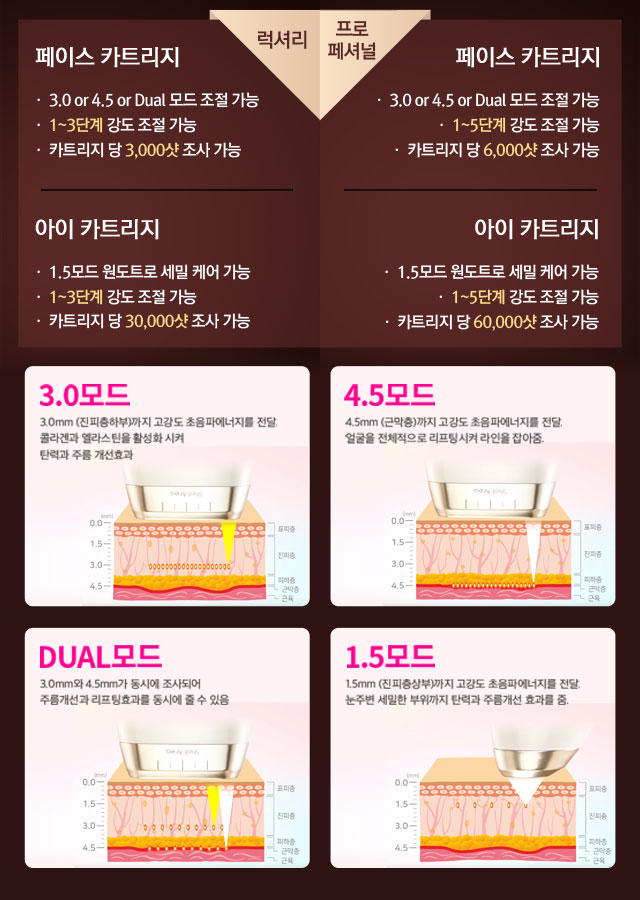 럭셔리
프로
페셔널
페이스 카트리지
· 3.0 or 4.5 or Dual 모드 조절 가능
· 1~3단계 강도 조절 가능
· 카트리지 당 3,000샷 조사 가능
아이 카트리지
· 1.5모드 원도트로 세밀 케어 가능
· 1~3단계 강도 조절 가능
· 카트리지 당 30,000샷 조사 가능
페이스 카트리지
· 3.0 or 4.5 or Dual 모드 조절 가능
· 1~5단계 강도 조절 가능
· 카트리지 당 6,000샷 조사 가능
아이 카트리지
· 1.5모드 원도트로 세밀 케어 가능
· 1~5단계 강도 조절 가능
· 카트리지 당 60,000샷 조사 가능
3.0모드
3.0mm (진피층하부)까지 고강도 초음파에너지를 전달.
콜라겐과 엘라스틴을 활성화 시켜
탄력과 주름 개선효과
Shot Area
(mm)
0.0
1.5
3.0
4.5
표피층
진피층
피하층
근막층
근육
4.5모드
4.5mm (근막층)까지 고강도 초음파에너지를 전달.
얼굴을 전체적으로 리프팅시켜 라인을 잡아줌.
Shot Area
(mm)
0.0
1.5
3.0
4.5
표피층
진피층
피하층
근막층
근육
DUAL모드
3.0mm와 4.5mm가 동시에 조사되어
주름개선과 리프팅효과를 동시에 줄 수 있음
Shot Area
(mm)
0.0
1.5
3.0
4.5
표피층
진피층
피하층
근막층
근육
1.5모드
1.5mm (진피층상부)까지 고강도 초음파에너지를 전달.
눈주변 세밀한 부위까지 탄력과 주름개선 효과를 줌.
(mm)
0.0
1.5
3.0
4.5
표피층
진피층
피하층
근막층
근육